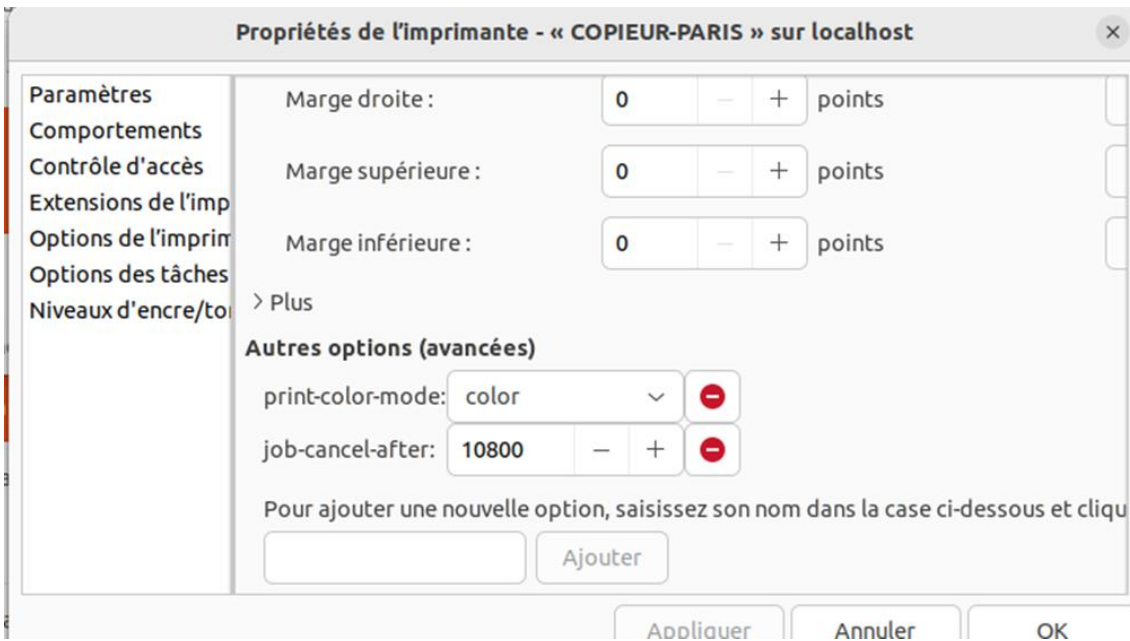 Propriétés de l’imprimante - « COPIEUR-PARIS » sur localhost
Paramètres
Comportements
Contrôle d'accès
Extensions de l’imp
Options de l’imprim
Options des tâches
Niveaux d'encre/to
Marge droite : 0 points
Marge supérieure : 0 points
Marge inférieure : 0 points
Plus
Autres options (avancées)
print-color-mode: color
job-cancel-after: 10800
Pour ajouter une nouvelle option, saisissez son nom dans la case ci-dessous et cliqu
Ajouter
Appliquer Annuler OK